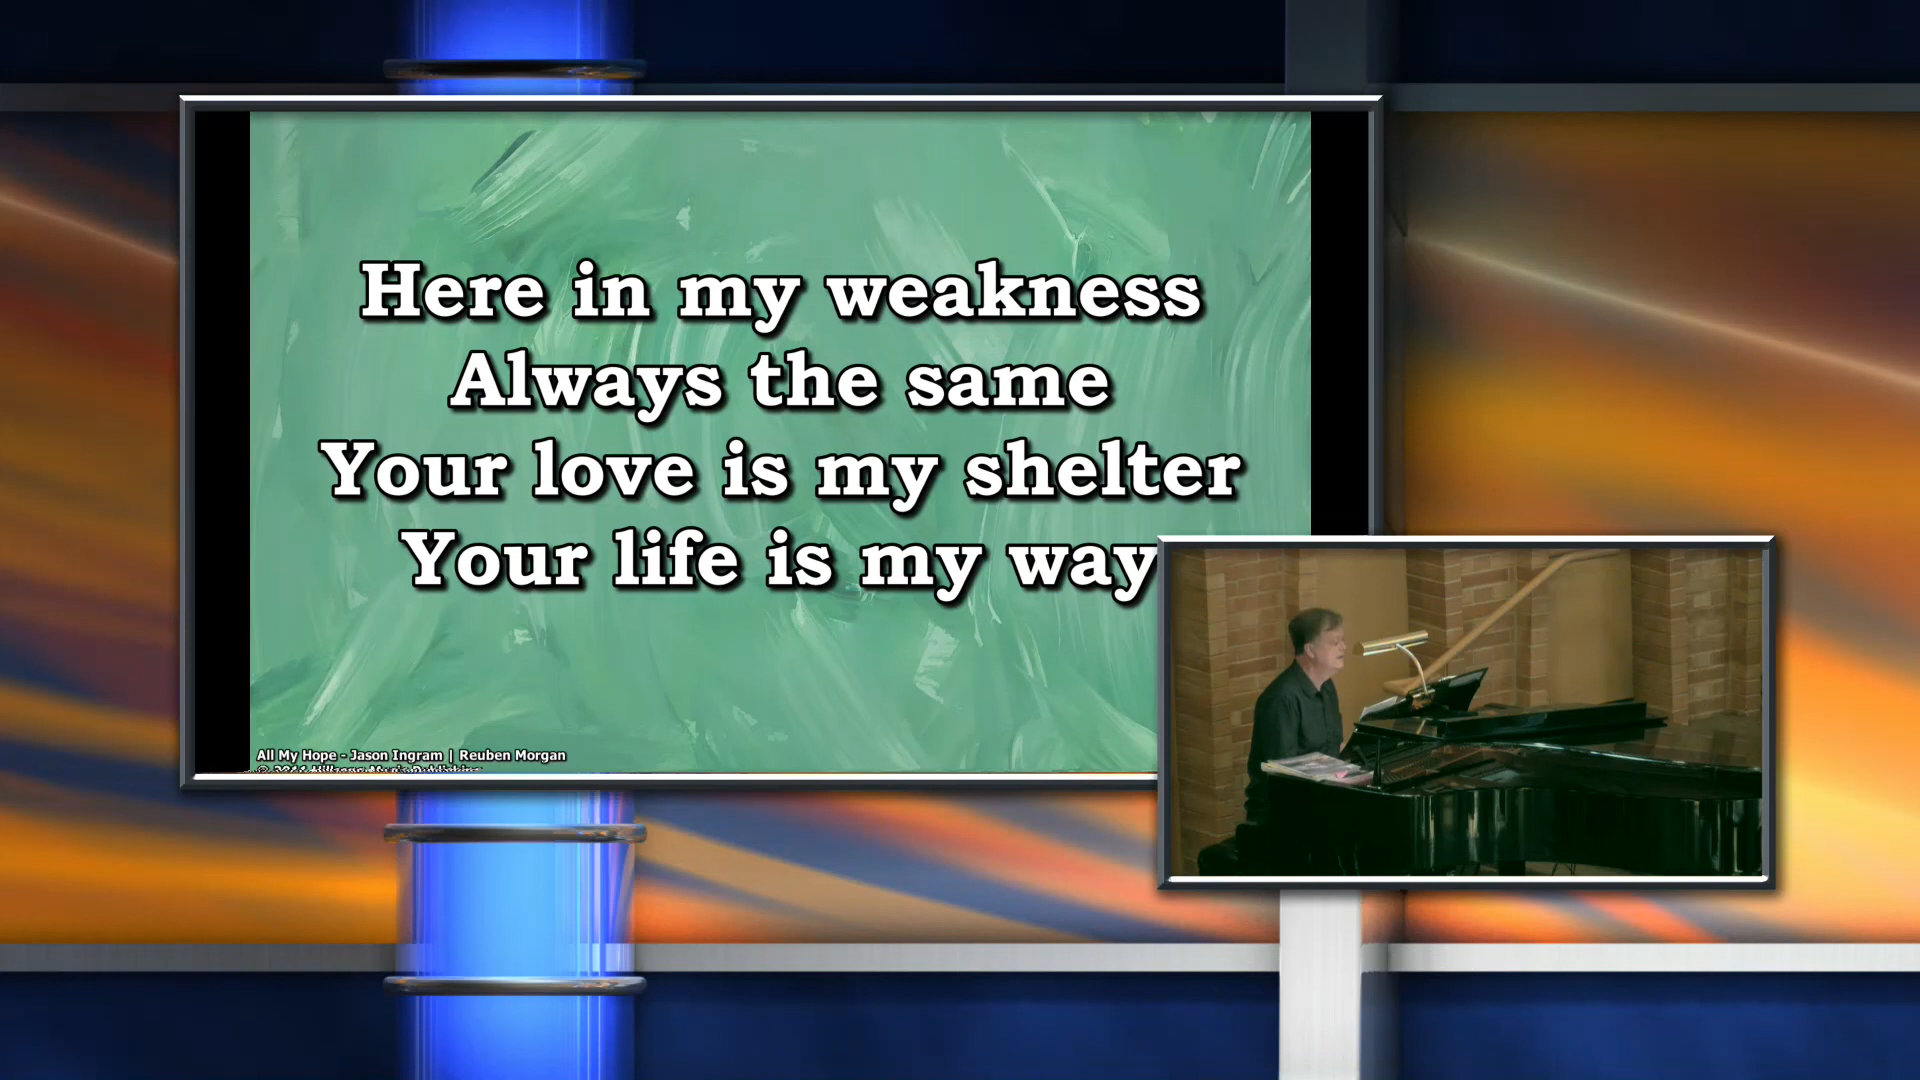 Here in my weakness
Always the same
Your love is my shelter
Your life is my way
All My Hope - Jason Ingram | Reuben Morgan